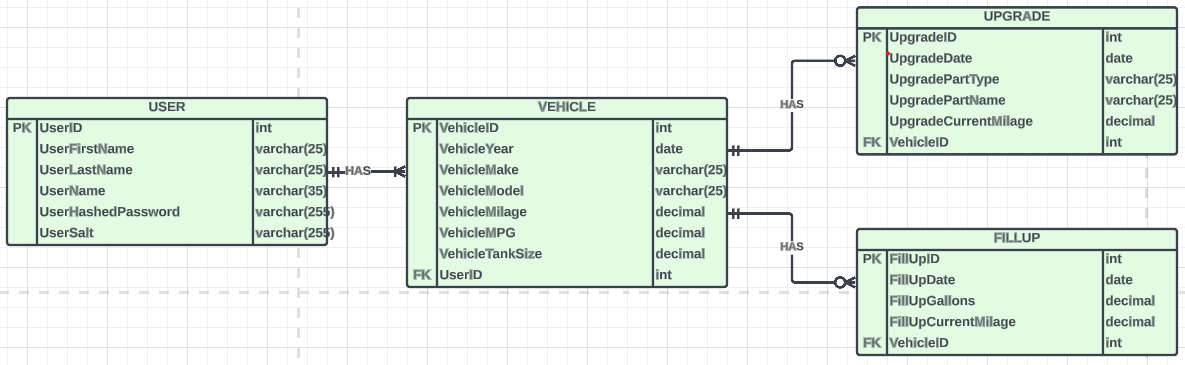 USER
PK UserID int
UserFirstName varchar(25)
UserLastName varchar(25)
UserName varchar(35)
UserHashedPassword varchar(255)
UserSalt varchar(255)
HAS
VEHICLE
PK VehicleID int
VehicleYear date
VehicleMake varchar(25)
VehicleModel varchar(25)
VehicleMilage decimal
VehicleMPG decimal
VehicleTankSize decimal
FK UserID int
HAS
UPGRADE
PK UpgradeID int
UpgradeDate date
UpgradePartType varchar(25)
UpgradePartName varchar(25)
UpgradeCurrentMilage decimal
FK VehicleID int
HAS
FILLUP
PK FillUpID int
FillUpDate date
FillUpGallons decimal
FillUpCurrentMilage decimal
FK VehicleID int